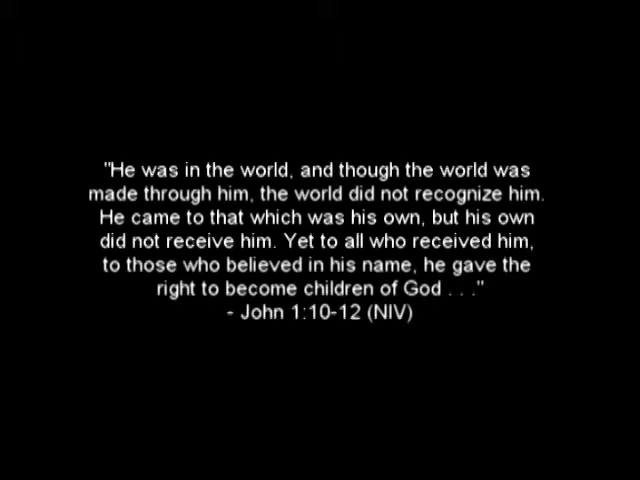 "He was in the world, and though the world was
made through him, the world did not recognize him.
He came to that which was his own, but his own
did not receive him. Yet to all who received him,
to those who believed in his name, he gave the
right to become children of God . . ."
- John 1:10-12 (NIV)